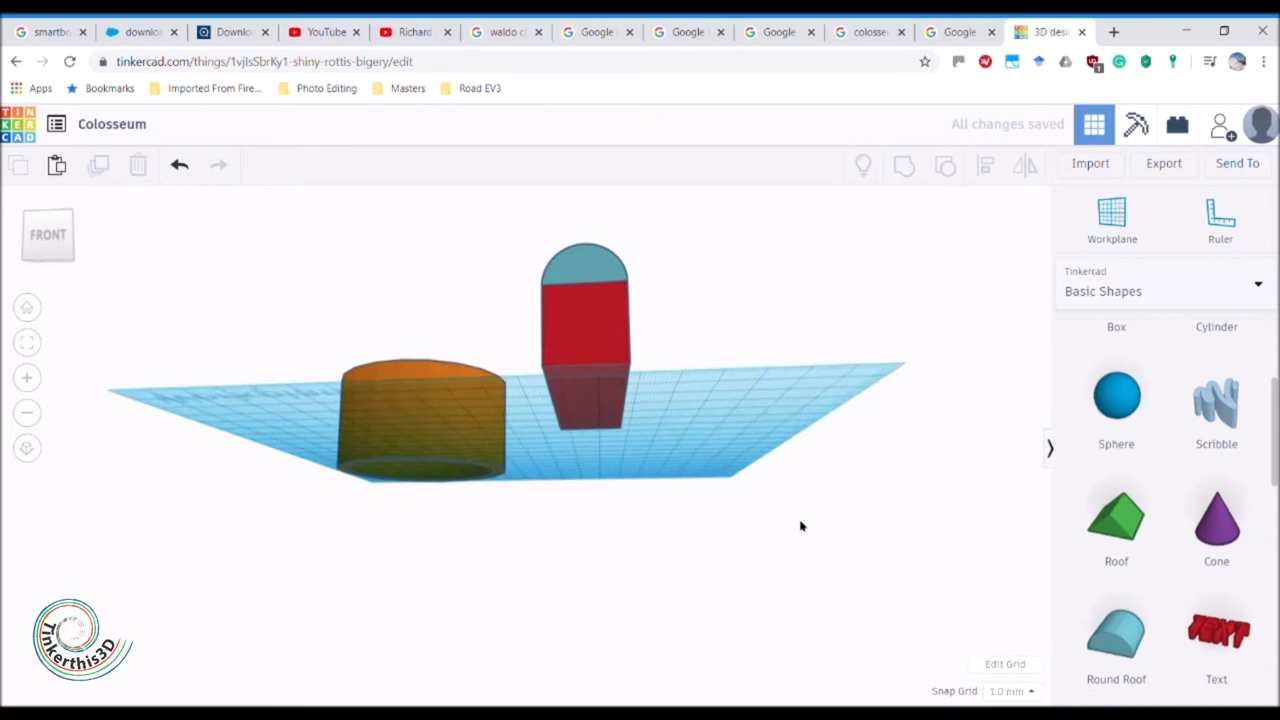 smartbo
downloa
Downlo
YouTube
Richard
waldo d
Google I
Google
Google
colosse
Google
3D desi
tinkercad.com/things/1vjIsSbrKy1-shiny-rottis-bigery/edit
1
Apps
Bookmarks
Imported From Fire...
Photo Editing
Masters
Road EV3
TIN
KER
CAD
Colosseum
All changes saved
Import
Export
Send To
FRONT
Workplane
Ruler
Tinkercad
Basic Shapes
Box
Cylinder
Sphere
Scribble
Roof
Cone
TEXT
Round Roof
Text
Tinkerthis3D
Edit Grid
Snap Grid
1.0 mm